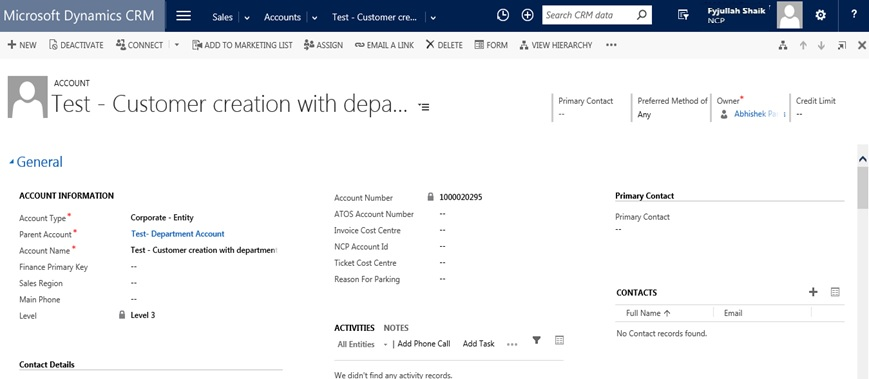 Microsoft Dynamics CRM Sales Accounts Test - Customer cre... Search CRM data Fyjullah Shaik
NCP
?
+ NEW DEACTIVATE CONNECT ADD TO MARKETING LIST ASSIGN EMAIL A LINK DELETE FORM VIEW HIERARCHY ...
ACCOUNT
Test - Customer creation with depa...
Primary Contact
--
Preferred Method of
Any
Owner*
Abhishek
Credit Limit
--
General
ACCOUNT INFORMATION
Account Type* Corporate - Entity
Parent Account* Test- Department Account
Account Name* Test - Customer creation with department
Finance Primary Key --
Sales Region --
Main Phone --
Level Level 3
Contact Details
Account Number 1000020295
ATOS Account Number --
Invoice Cost Centre --
NCP Account Id --
Ticket Cost Centre --
Reason For Parking --
ACTIVITIES NOTES
All Entities | Add Phone Call Add Task ...
We didn't find any activity records.
Primary Contact
Primary Contact
--
CONTACTS
Full Name ↑ Email
No Contact records found.